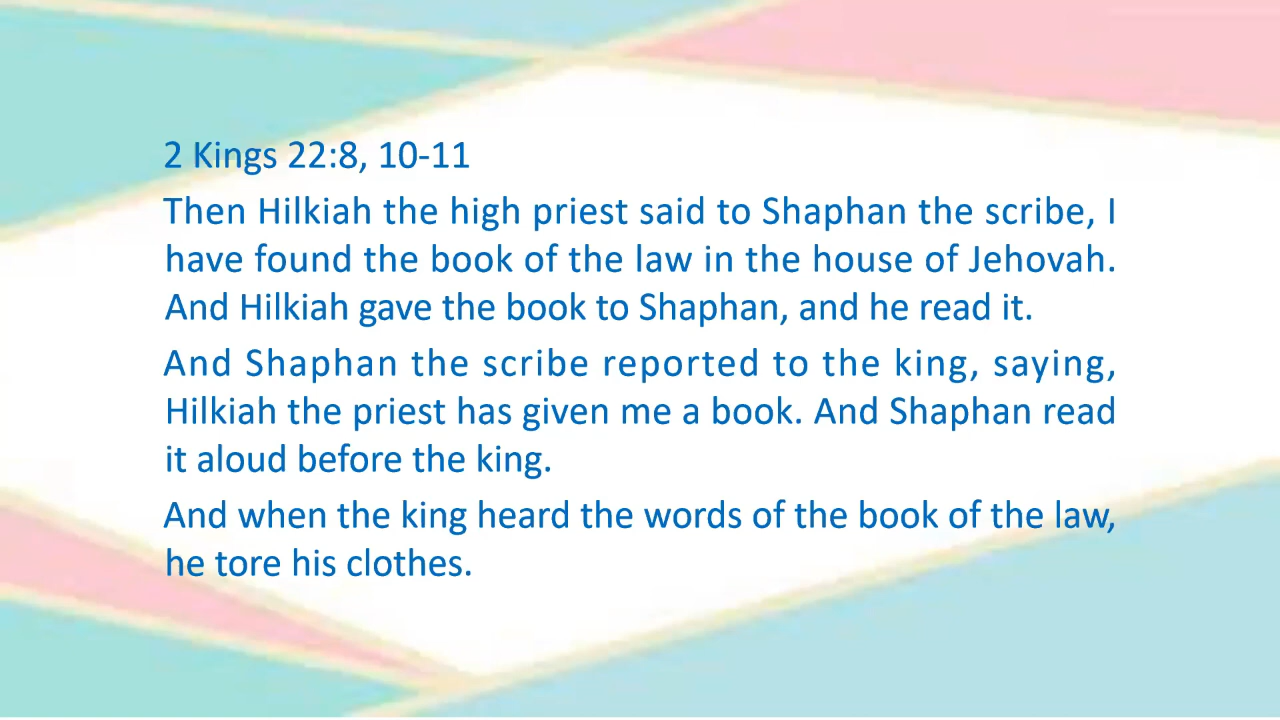 2 Kings 22:8, 10-11
Then Hilkiah the high priest said to Shaphan the scribe, I
have found the book of the law in the house of Jehovah.
And Hilkiah gave the book to Shaphan, and he read it.
And Shaphan the scribe reported to the king, saying,
Hilkiah the priest has given me a book. And Shaphan read
it aloud before the king.
And when the king heard the words of the book of the law,
he tore his clothes.